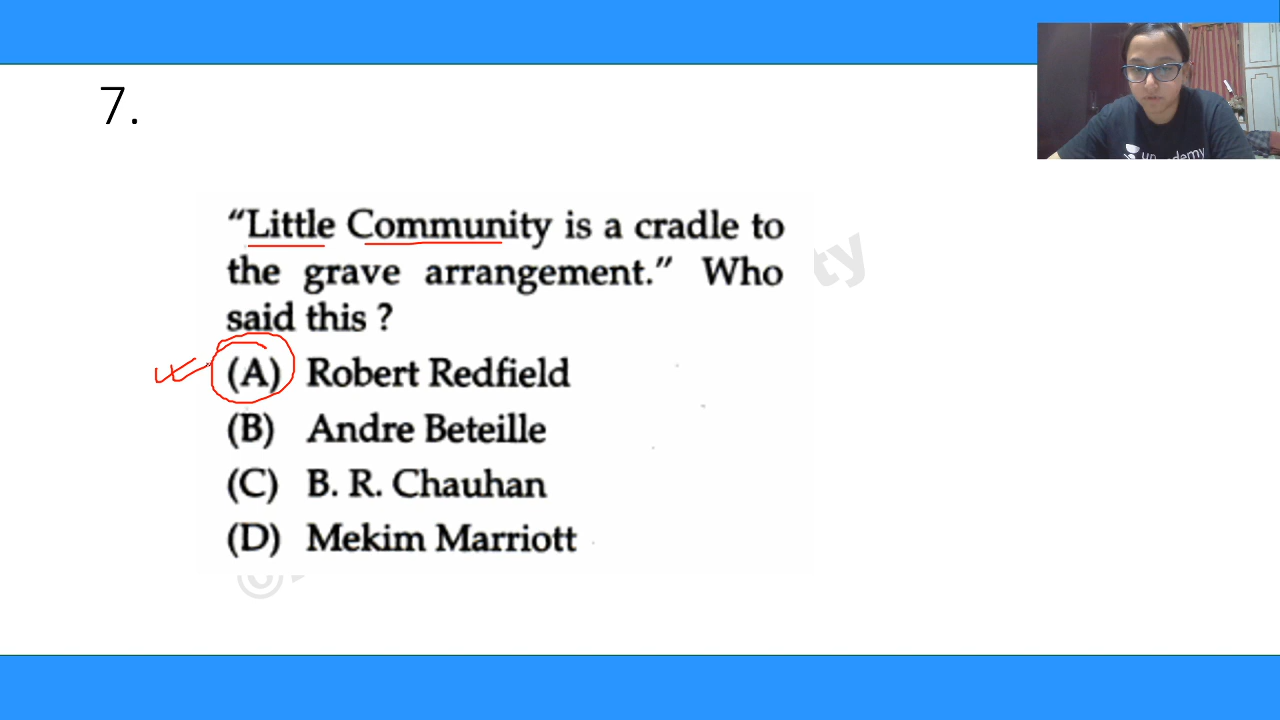 7.
“Little Community is a cradle to
the grave arrangement.” Who
said this ?
(A) Robert Redfield
(B) Andre Beteille
(C) B. R. Chauhan
(D) Mekim Marriott